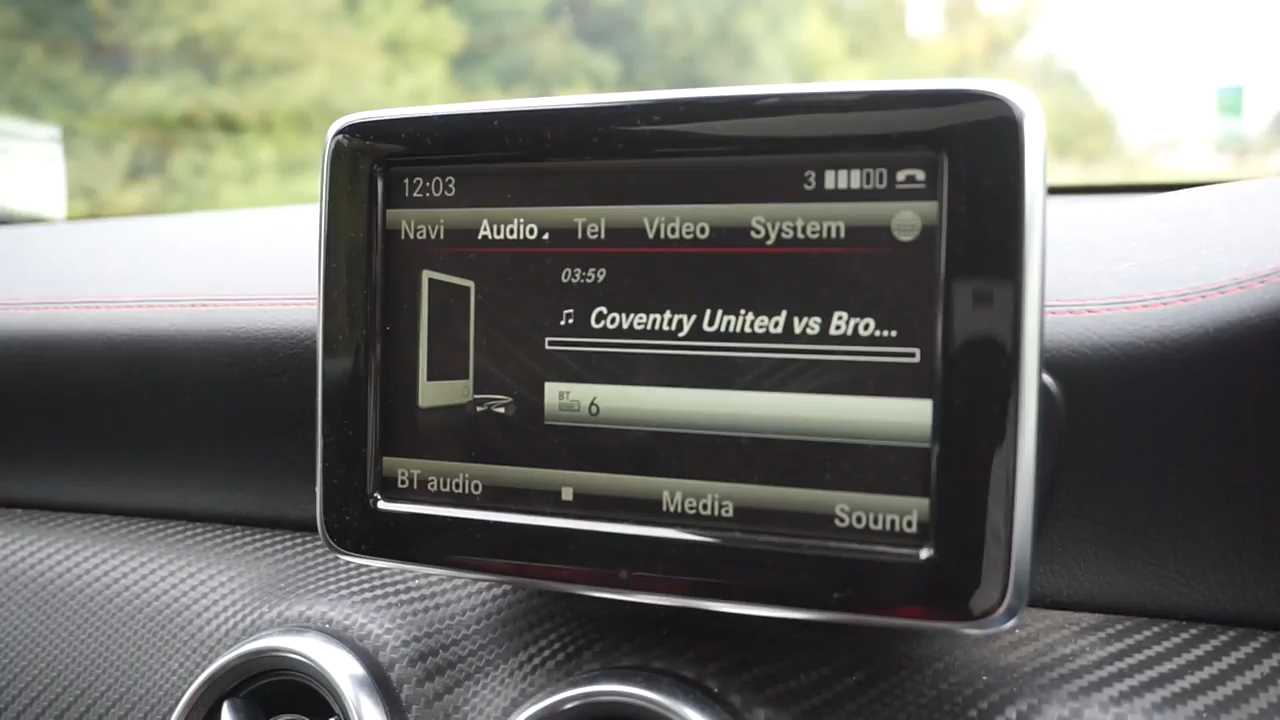 12:03 3
Navi Audio Tel Video System
03:59
Coventry United vs Bro...
BT 6
BT audio Media Sound